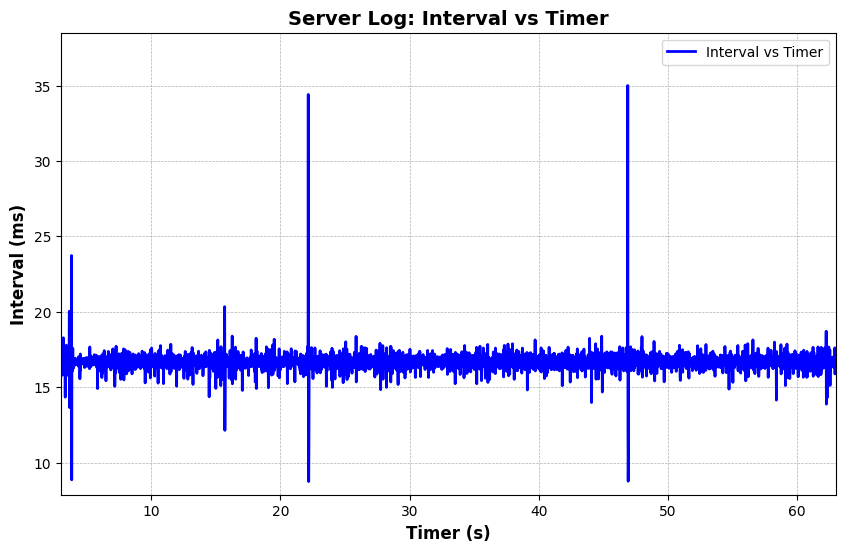 Server Log: Interval vs Timer
Interval vs Timer
35
30
25
20
15
10
Interval (ms)
10 20 30 40 50 60
Timer (s)